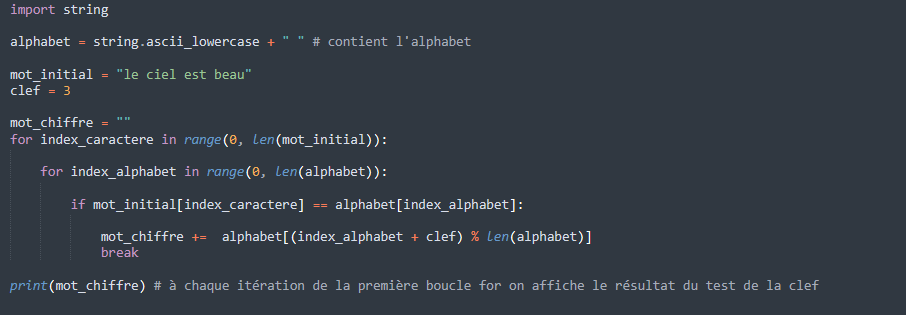 import string
alphabet = string.ascii_lowercase + " " # contient l'alphabet
mot_initial = "le ciel est beau"
clef = 3
mot_chiffre = ""
for index_caractere in range(0, len(mot_initial)):
for index_alphabet in range(0, len(alphabet)):
if mot_initial[index_caractere] == alphabet[index_alphabet]:
mot_chiffre += alphabet[(index_alphabet + clef) % len(alphabet)]
break
print(mot_chiffre) # à chaque itération de la première boucle for on affiche le résultat du test de la clef